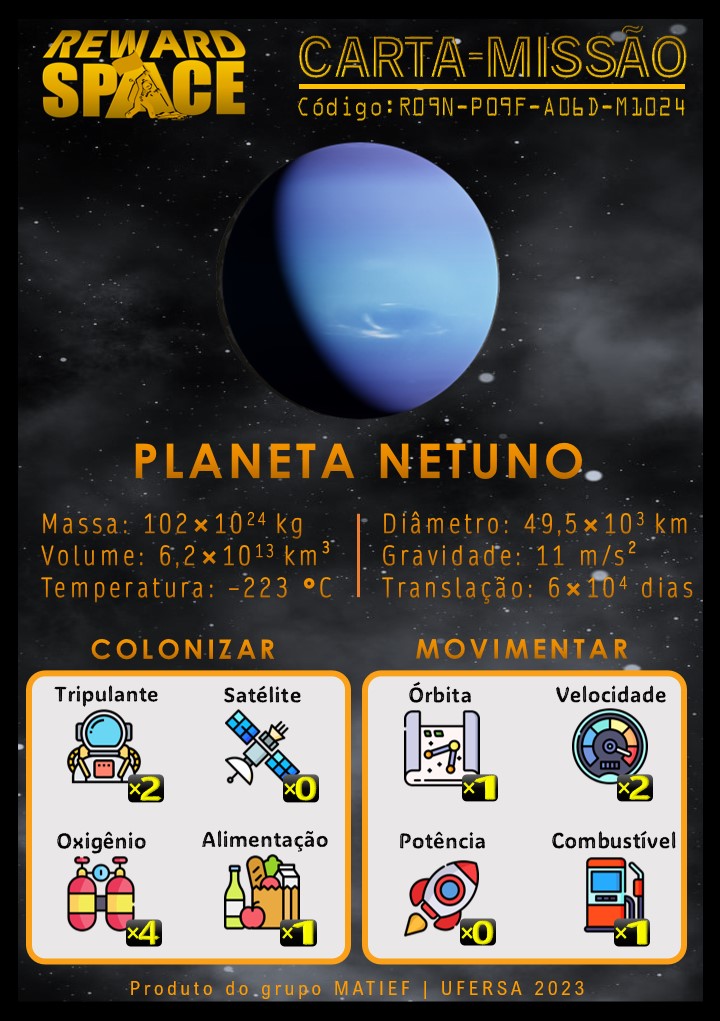 REWARD
SPACE
CARTA-MISSÃO
Código:R09N-P09F-A06D-M1024
PLANETA NETUNO
Massa: 102×10²⁴ kg
Volume: 6,2×10¹³ km³
Temperatura: -223 °C
Diâmetro: 49,5×10³ km
Gravidade: 11 m/s²
Translação: 6×10⁴ dias
COLONIZAR
Tripulante
×2
Satélite
×0
Oxigênio
×4
Alimentação
×1
MOVIMENTAR
Órbita
×1
Velocidade
×2
Potência
×0
Combustível
×1
Produto do grupo MATIEF | UFERSA 2023